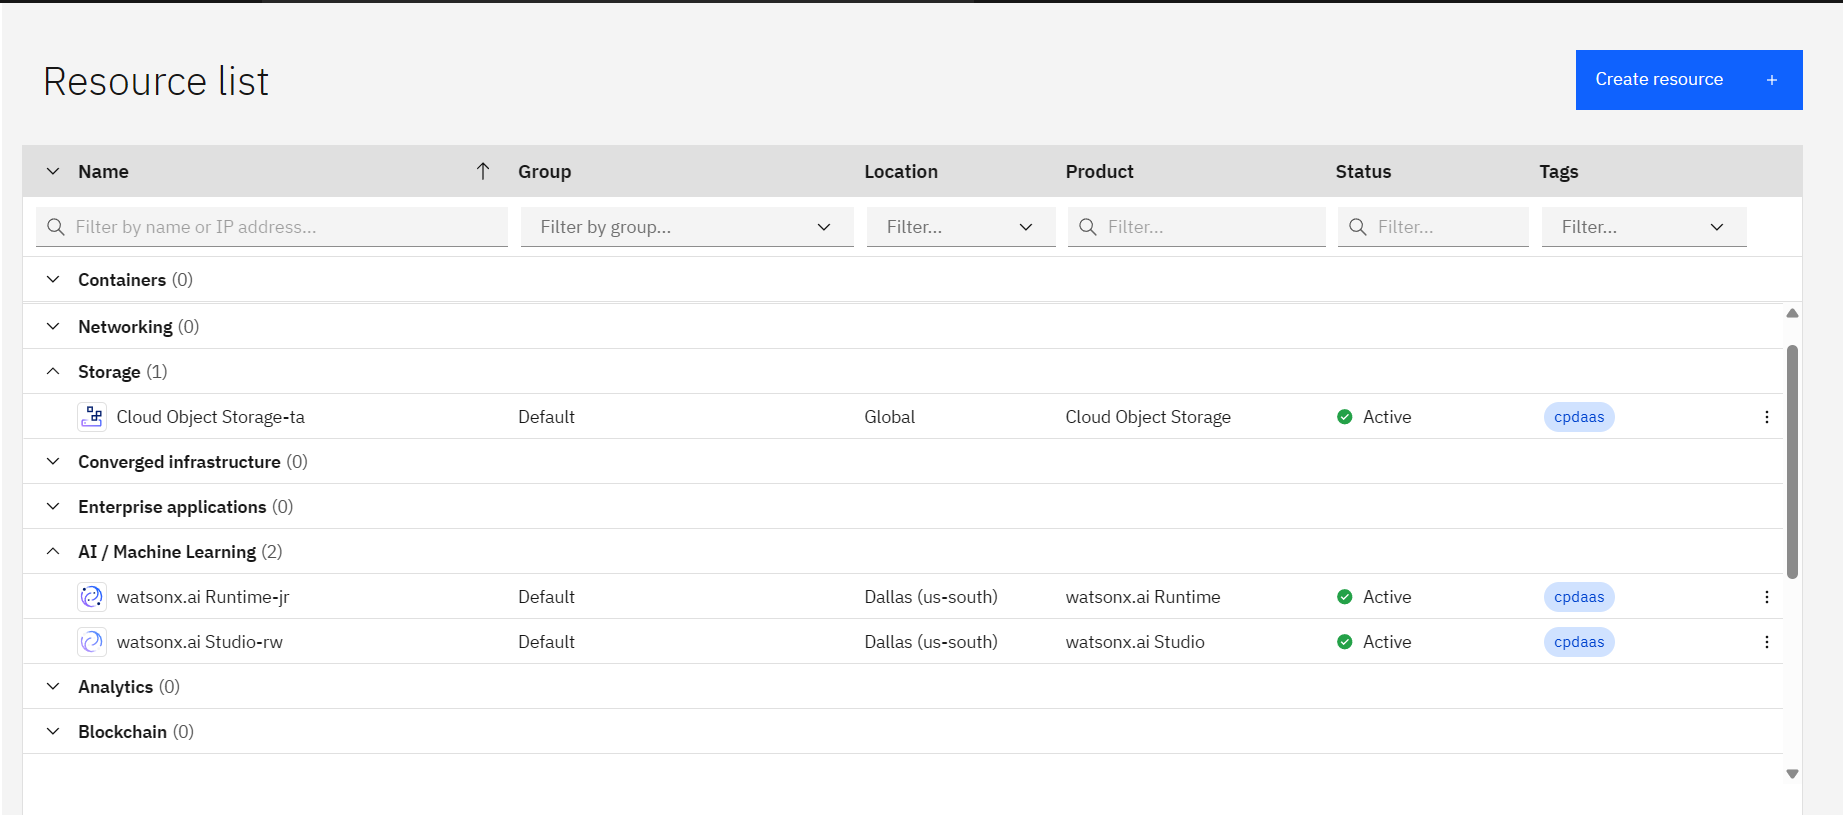 Resource list
Create resource +
Name Group Location Product Status Tags
Filter by name or IP address... Filter by group... Filter... Filter... Filter... Filter...
Containers (0)
Networking (0)
Storage (1)
Cloud Object Storage-ta Default Global Cloud Object Storage Active cpdaas
Converged infrastructure (0)
Enterprise applications (0)
AI / Machine Learning (2)
watsonx.ai Runtime-jr Default Dallas (us-south) watsonx.ai Runtime Active cpdaas
watsonx.ai Studio-rw Default Dallas (us-south) watsonx.ai Studio Active cpdaas
Analytics (0)
Blockchain (0)